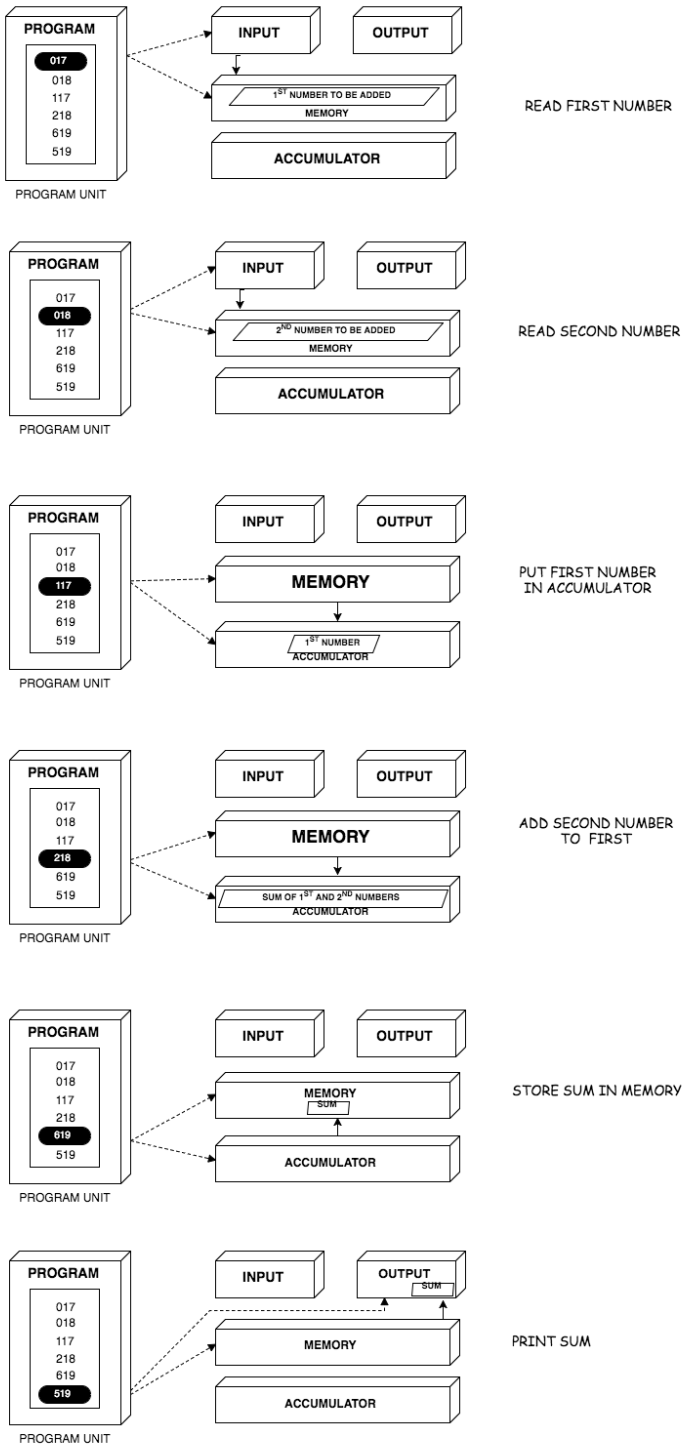 PROGRAM
017
018
117
218
619
519
PROGRAM UNIT
INPUT
OUTPUT
1ST NUMBER TO BE ADDED
MEMORY
ACCUMULATOR
READ FIRST NUMBER
PROGRAM
017
018
117
218
619
519
PROGRAM UNIT
INPUT
OUTPUT
2ND NUMBER TO BE ADDED
MEMORY
ACCUMULATOR
READ SECOND NUMBER
PROGRAM
017
018
117
218
619
519
PROGRAM UNIT
INPUT
OUTPUT
MEMORY
1ST NUMBER
ACCUMULATOR
PUT FIRST NUMBER
IN ACCUMULATOR
PROGRAM
017
018
117
218
619
519
PROGRAM UNIT
INPUT
OUTPUT
MEMORY
SUM OF 1ST AND 2ND NUMBERS
ACCUMULATOR
ADD SECOND NUMBER
TO FIRST
PROGRAM
017
018
117
218
619
519
PROGRAM UNIT
INPUT
OUTPUT
MEMORY
SUM
ACCUMULATOR
STORE SUM IN MEMORY
PROGRAM
017
018
117
218
619
519
PROGRAM UNIT
INPUT
OUTPUT
SUM
MEMORY
ACCUMULATOR
PRINT SUM